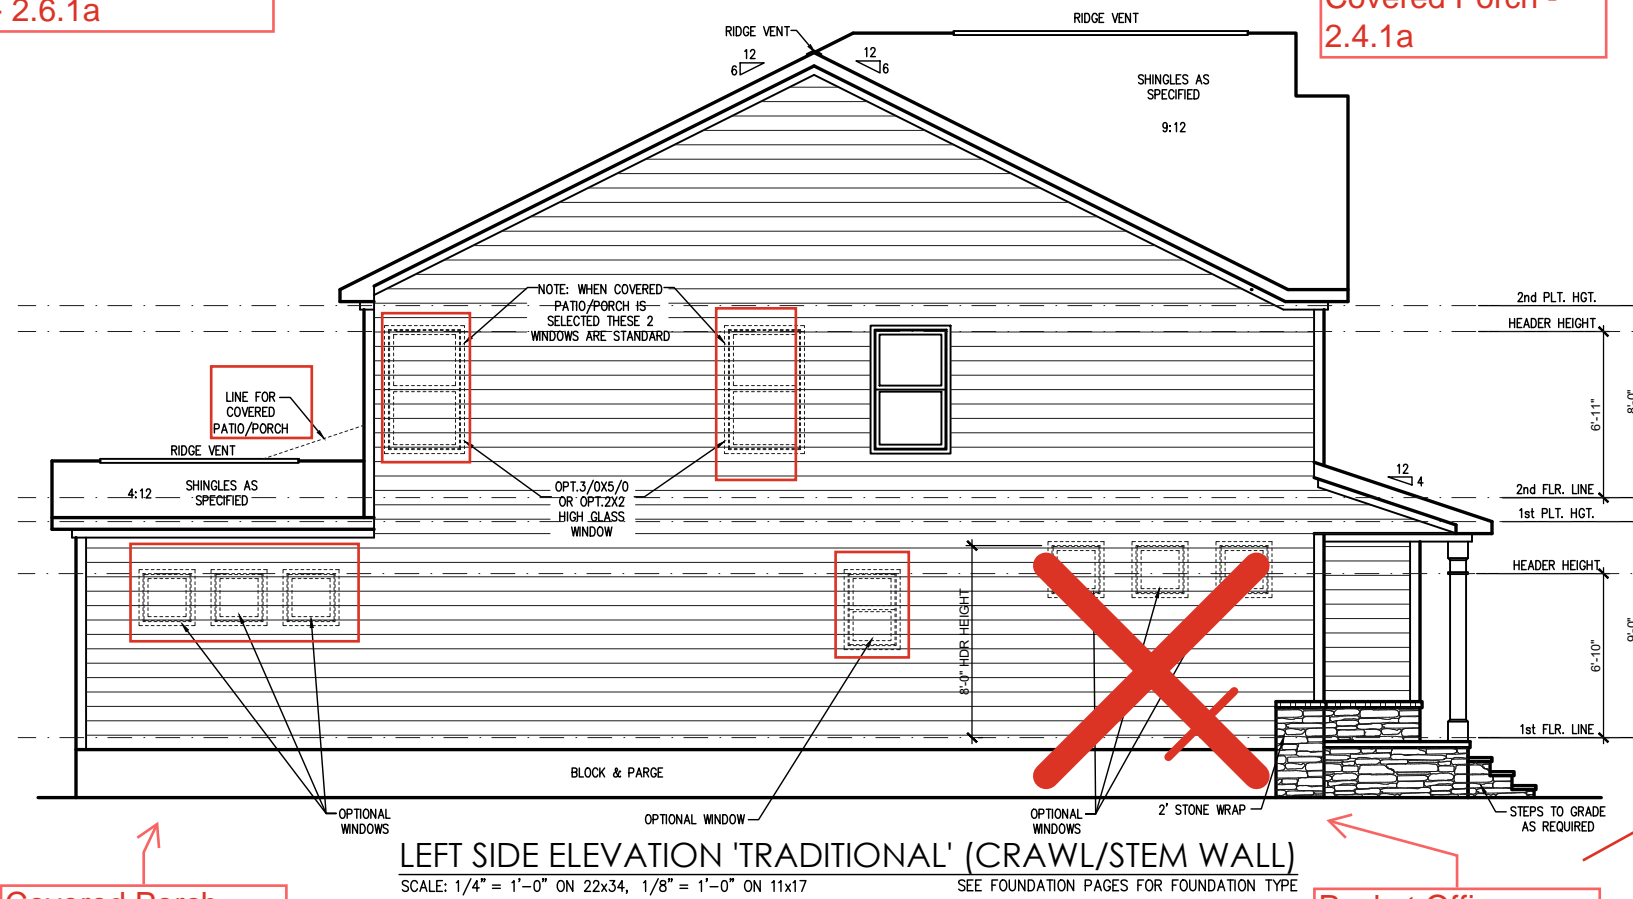 - 2.6.1a
Covered Porch -
2.4.1a
RIDGE VENT
RIDGE VENT
12
6
12
6
SHINGLES AS
SPECIFIED
9:12
NOTE: WHEN COVERED
PATIO/PORCH IS
SELECTED THESE 2
WINDOWS ARE STANDARD
2nd PLT. HGT.
HEADER HEIGHT
LINE FOR
COVERED
PATIO/PORCH
6'-11"
8'-0"
RIDGE VENT
4:12
SHINGLES AS
SPECIFIED
OPT.3/0X5/0
OR OPT.2X2
HIGH GLASS
WINDOW
12
4
2nd FLR. LINE
1st PLT. HGT.
HEADER HEIGHT
8'-0" HDR HEIGHT
6'-10"
9'-0"
1st FLR. LINE
BLOCK & PARGE
OPTIONAL
WINDOWS
OPTIONAL WINDOW
OPTIONAL
WINDOWS
2' STONE WRAP
STEPS TO GRADE
AS REQUIRED
LEFT SIDE ELEVATION 'TRADITIONAL' (CRAWL/STEM WALL)
SCALE: 1/4" = 1'-0" ON 22x34, 1/8" = 1'-0" ON 11x17
SEE FOUNDATION PAGES FOR FOUNDATION TYPE
Covered Porch